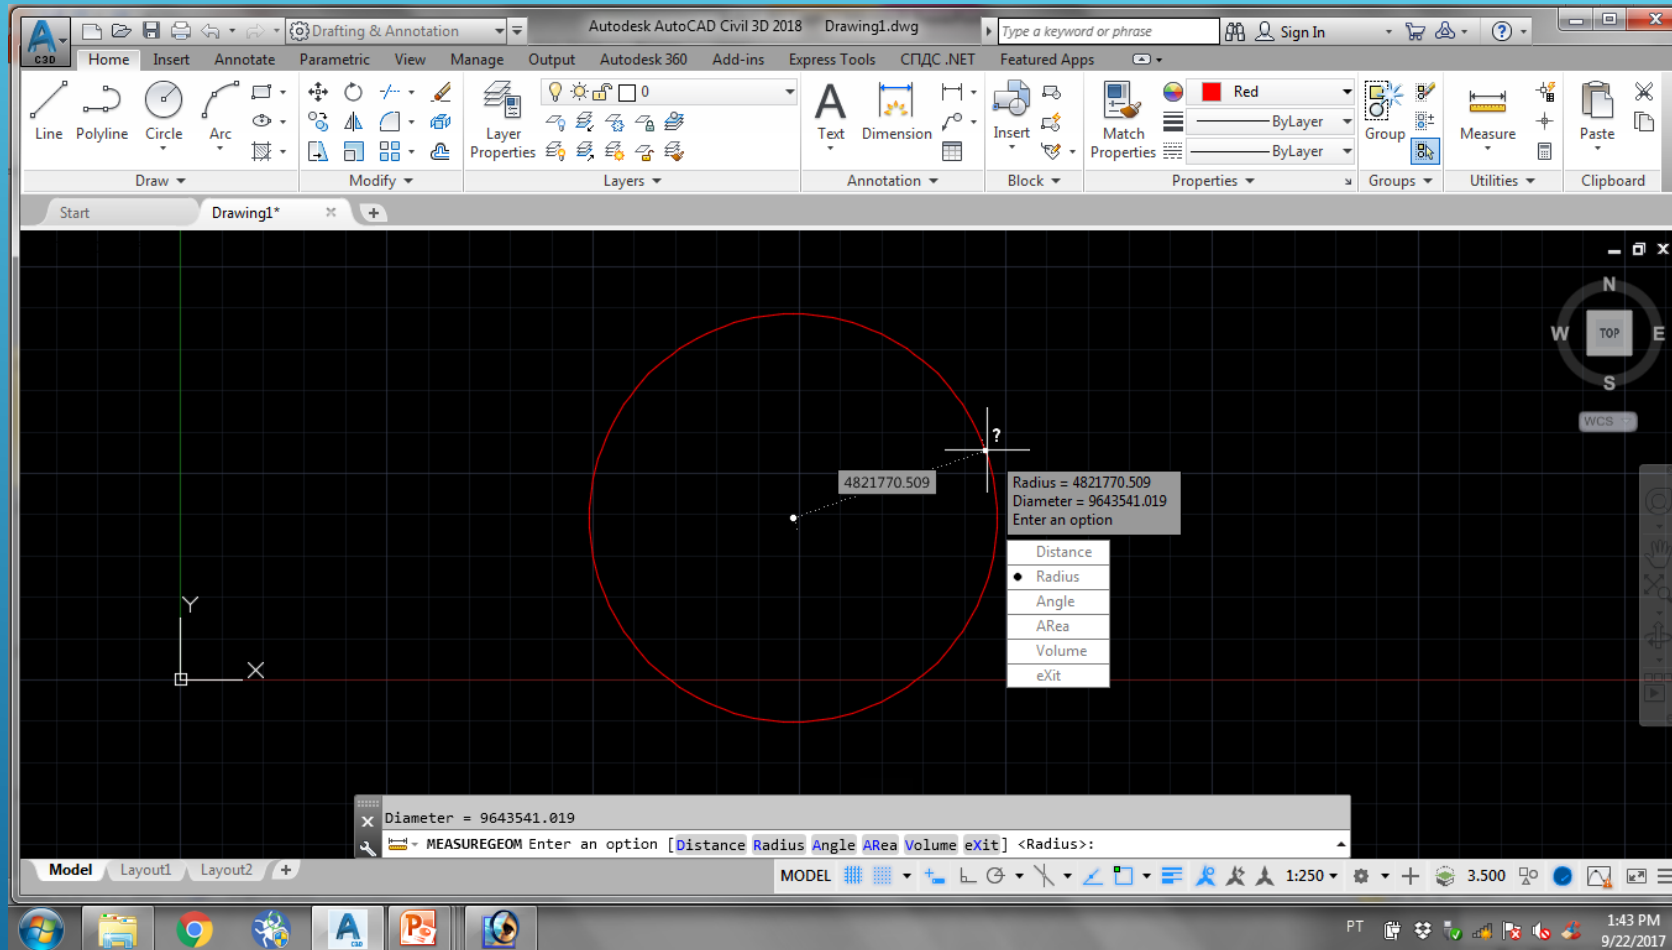 Autodesk AutoCAD Civil 3D 2018 Drawing1.dwg
Drafting & Annotation
Type a keyword or phrase
Sign In
C3D
Home Insert Annotate Parametric View Manage Output Autodesk 360 Add-ins Express Tools СПДС .NET Featured Apps
Line Polyline Circle Arc
Draw
Modify
0
Layer
Properties
Layers
Text Dimension
Annotation
Insert
Block
Match
Properties
Red
ByLayer
ByLayer
Properties
Group
Groups
Measure
Utilities
Paste
Clipboard
Start Drawing1*
N
W TOP E
S
WCS
4821770.509
?
Radius = 4821770.509
Diameter = 9643541.019
Enter an option
Distance
Radius
Angle
ARea
Volume
eXit
Y
X
Diameter = 9643541.019
MEASUREGEOM Enter an option [Distance Radius Angle ARea Volume eXit] <Radius>:
Model Layout1 Layout2
MODEL 1:250 3.500
PT
1:43 PM
9/22/2017